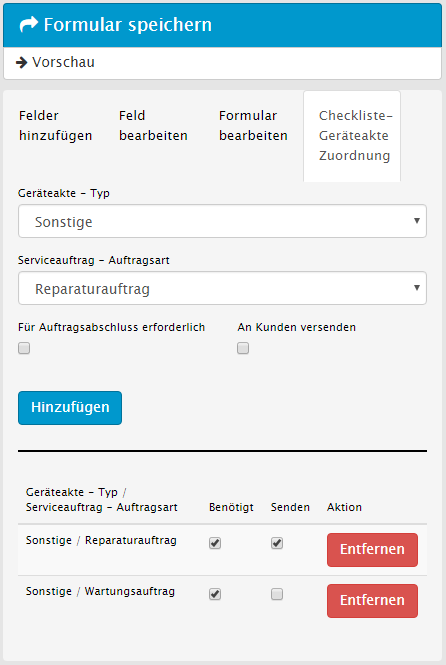 Formular speichern
Vorschau
Felder
hinzufügen
Feld
bearbeiten
Formular
bearbeiten
Checkliste-
Geräteakte
Zuordnung
Geräteakte - Typ
Sonstige
Serviceauftrag - Auftragsart
Reparaturauftrag
Für Auftragsabschluss erforderlich
An Kunden versenden
Hinzufügen
Geräteakte - Typ /
Serviceauftrag - Auftragsart
Benötigt
Senden
Aktion
Sonstige / Reparaturauftrag
Entfernen
Sonstige / Wartungsauftrag
Entfernen